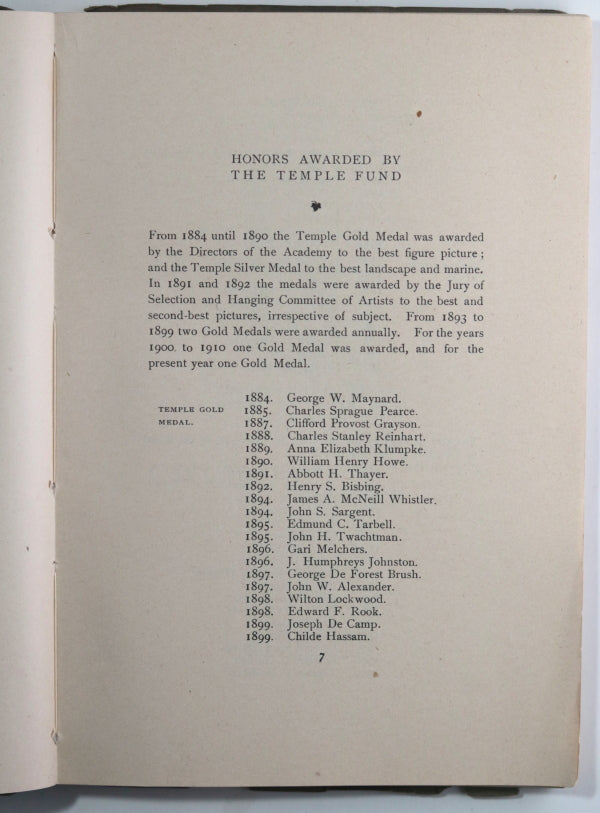 HONORS AWARDED BY
THE TEMPLE FUND
From 1884 until 1890 the Temple Gold Medal was awarded
by the Directors of the Academy to the best figure picture ;
and the Temple Silver Medal to the best landscape and marine.
In 1891 and 1892 the medals were awarded by the Jury of
Selection and Hanging Committee of Artists to the best and
second-best pictures, irrespective of subject. From 1893 to
1899 two Gold Medals were awarded annually. For the years
1900 to 1910 one Gold Medal was awarded, and for the
present year one Gold Medal.
TEMPLE GOLD
MEDAL.
1884. George W. Maynard.
1885. Charles Sprague Pearce.
1887. Clifford Provost Grayson.
1888. Charles Stanley Reinhart.
1889. Anna Elizabeth Klumpke.
1890. William Henry Howe.
1891. Abbott H. Thayer.
1892. Henry S. Bisbing.
1894. James A. McNeill Whistler.
1894. John S. Sargent.
1895. Edmund C. Tarbell.
1895. John H. Twachtman.
1896. Gari Melchers.
1896. J. Humphreys Johnston.
1897. George De Forest Brush.
1897. John W. Alexander.
1898. Wilton Lockwood.
1898. Edward F. Rook.
1899. Joseph De Camp.
1899. Childe Hassam.
7